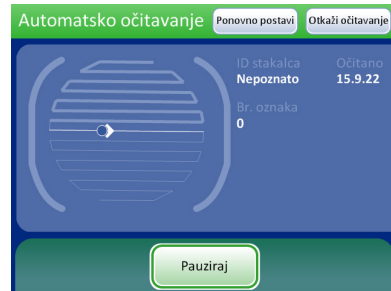 Automatsko očitavanje
Ponovno postavi
Otkaži očitavanje
ID stakalca
Očitano
Nepoznato
15.9.22
Br. oznaka
0
Pauziraj